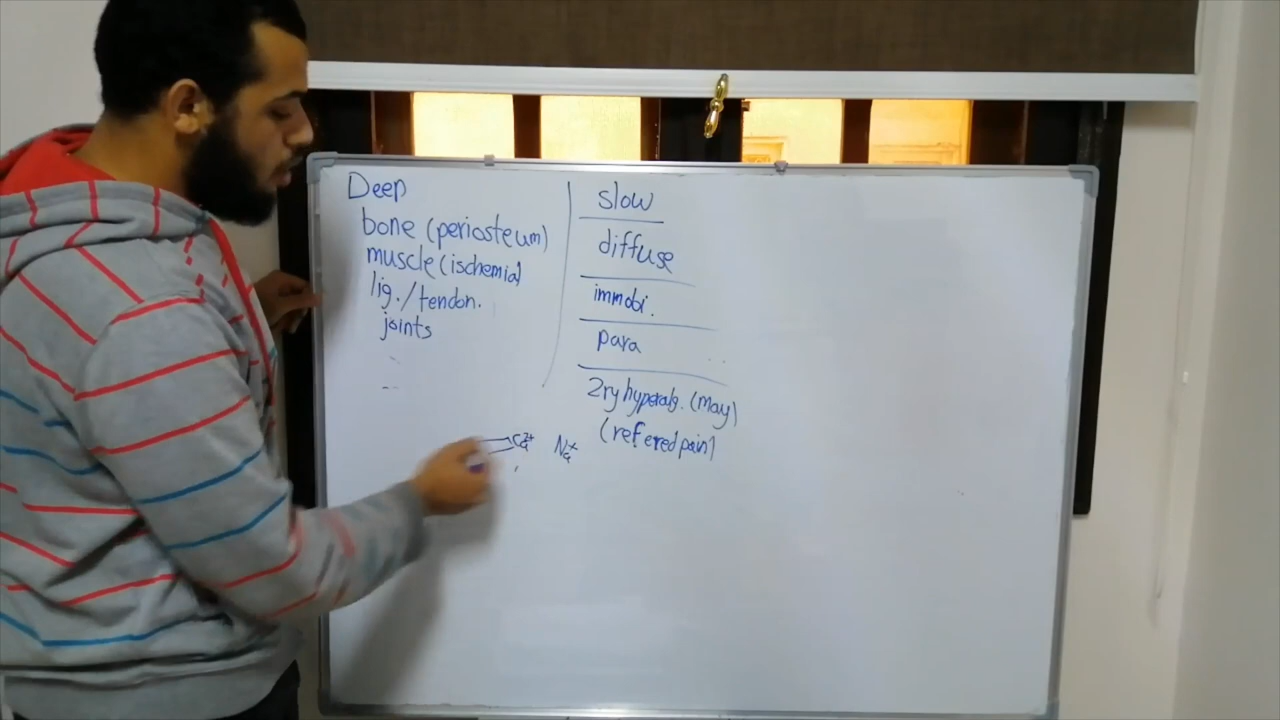 Deep
bone (periosteum)
muscle (ischemia)
lig./tendon.
joints
slow
diffuse
immobi.
para
2ry hyperalg. (may)
(refered pain)
Ca2+ Na+